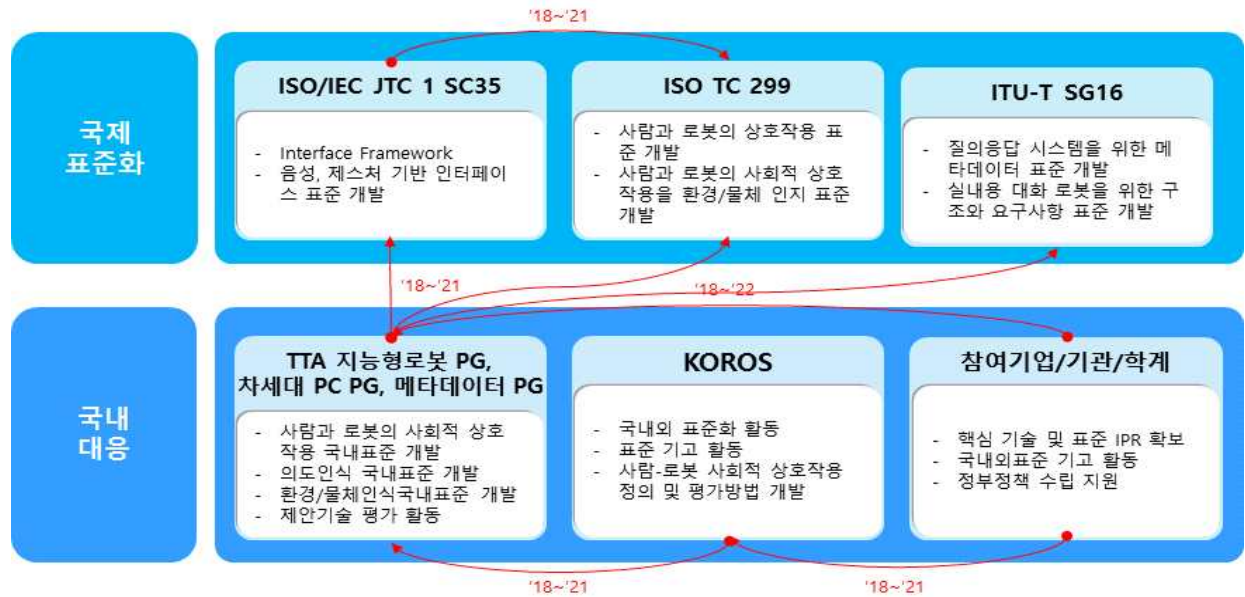 ‘18~‘21
국제
표준화
ISO/IEC JTC 1 SC35
- Interface Framework
- 음성, 제스처 기반 인터페이
스 표준 개발
ISO TC 299
- 사람과 로봇의 상호작용 표
준 개발
- 사람과 로봇의 사회적 상호
작용을 환경/물체 인지 표준
개발
ITU-T SG16
- 질의응답 시스템을 위한 메
타데이터 표준 개발
- 실내용 대화 로봇을 위한 구
조와 요구사항 표준 개발
‘18~‘21
‘18~‘22
국내
대응
TTA 지능형로봇 PG,
차세대 PC PG, 메타데이터 PG
- 사람과 로봇의 사회적 상호
작용 국내표준 개발
- 의도인식 국내표준 개발
- 환경/물체인식국내표준 개발
- 제안기술 평가 활동
KOROS
- 국내외 표준화 활동
- 표준 기고 활동
- 사람-로봇 사회적 상호작용
정의 및 평가방법 개발
참여기업/기관/학계
- 핵심 기술 및 표준 IPR 확보
- 국내외표준 기고 활동
- 정부정책 수립 지원
‘18~‘21
‘18~‘21